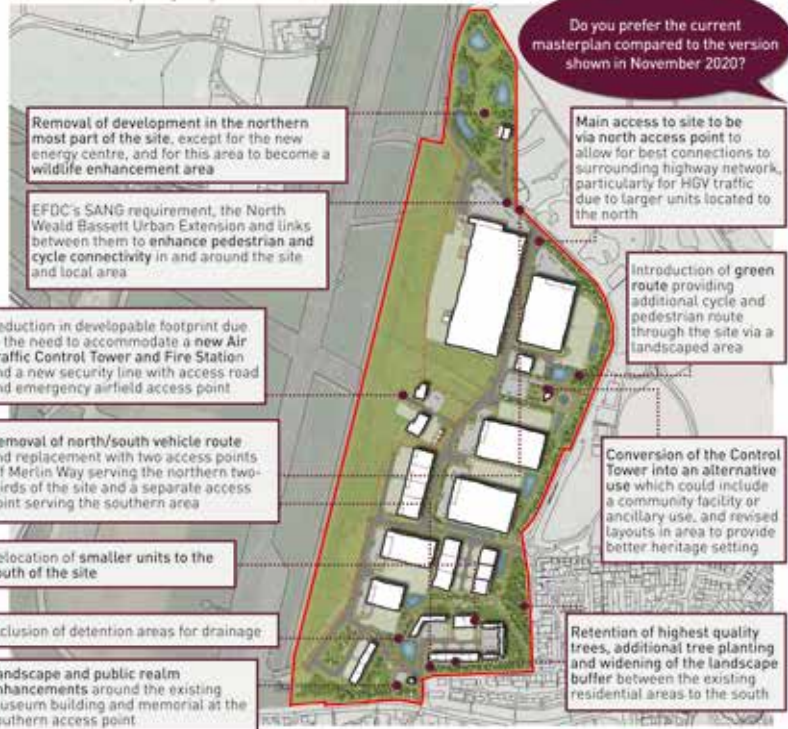 Do you prefer the current
masterplan compared to the version
shown in November 2020?
Removal of development in the northern
most part of the site, except for the new
energy centre, and for this area to become a
wildlife enhancement area
EFDC's SANG requirement, the North
Weald Bassett Urban Extension and links
between them to enhance pedestrian and
cycle connectivity in and around the site
and local area
eduction in developable footprint due
the need to accommodate a new Air
raffic Control Tower and Fire Station
nd a new security line with access road
nd emergency airfield access point
emoval of north/south vehicle route
nd replacement with two access points
ff Merlin Way serving the northern two-
irds of the site and a separate access
oint serving the southern area
elocation of smaller units to the
outh of the site
clusion of detention areas for drainage
andscape and public realm
nhancements around the existing
useum building and memorial at the
outhern access point
Main access to site to be
via north access point to
allow for best connections to
surrounding highway network,
particularly for HGV traffic
due to larger units located to
the north
Introduction of green
route providing
additional cycle and
pedestrian route
through the site via a
landscaped area
Conversion of the Control
Tower into an alternative
use which could include
a community facility or
ancillary use, and revised
layouts in area to provide
better heritage setting
Retention of highest quality
trees, additional tree planting
and widening of the landscape
buffer between the existing
residential areas to the south